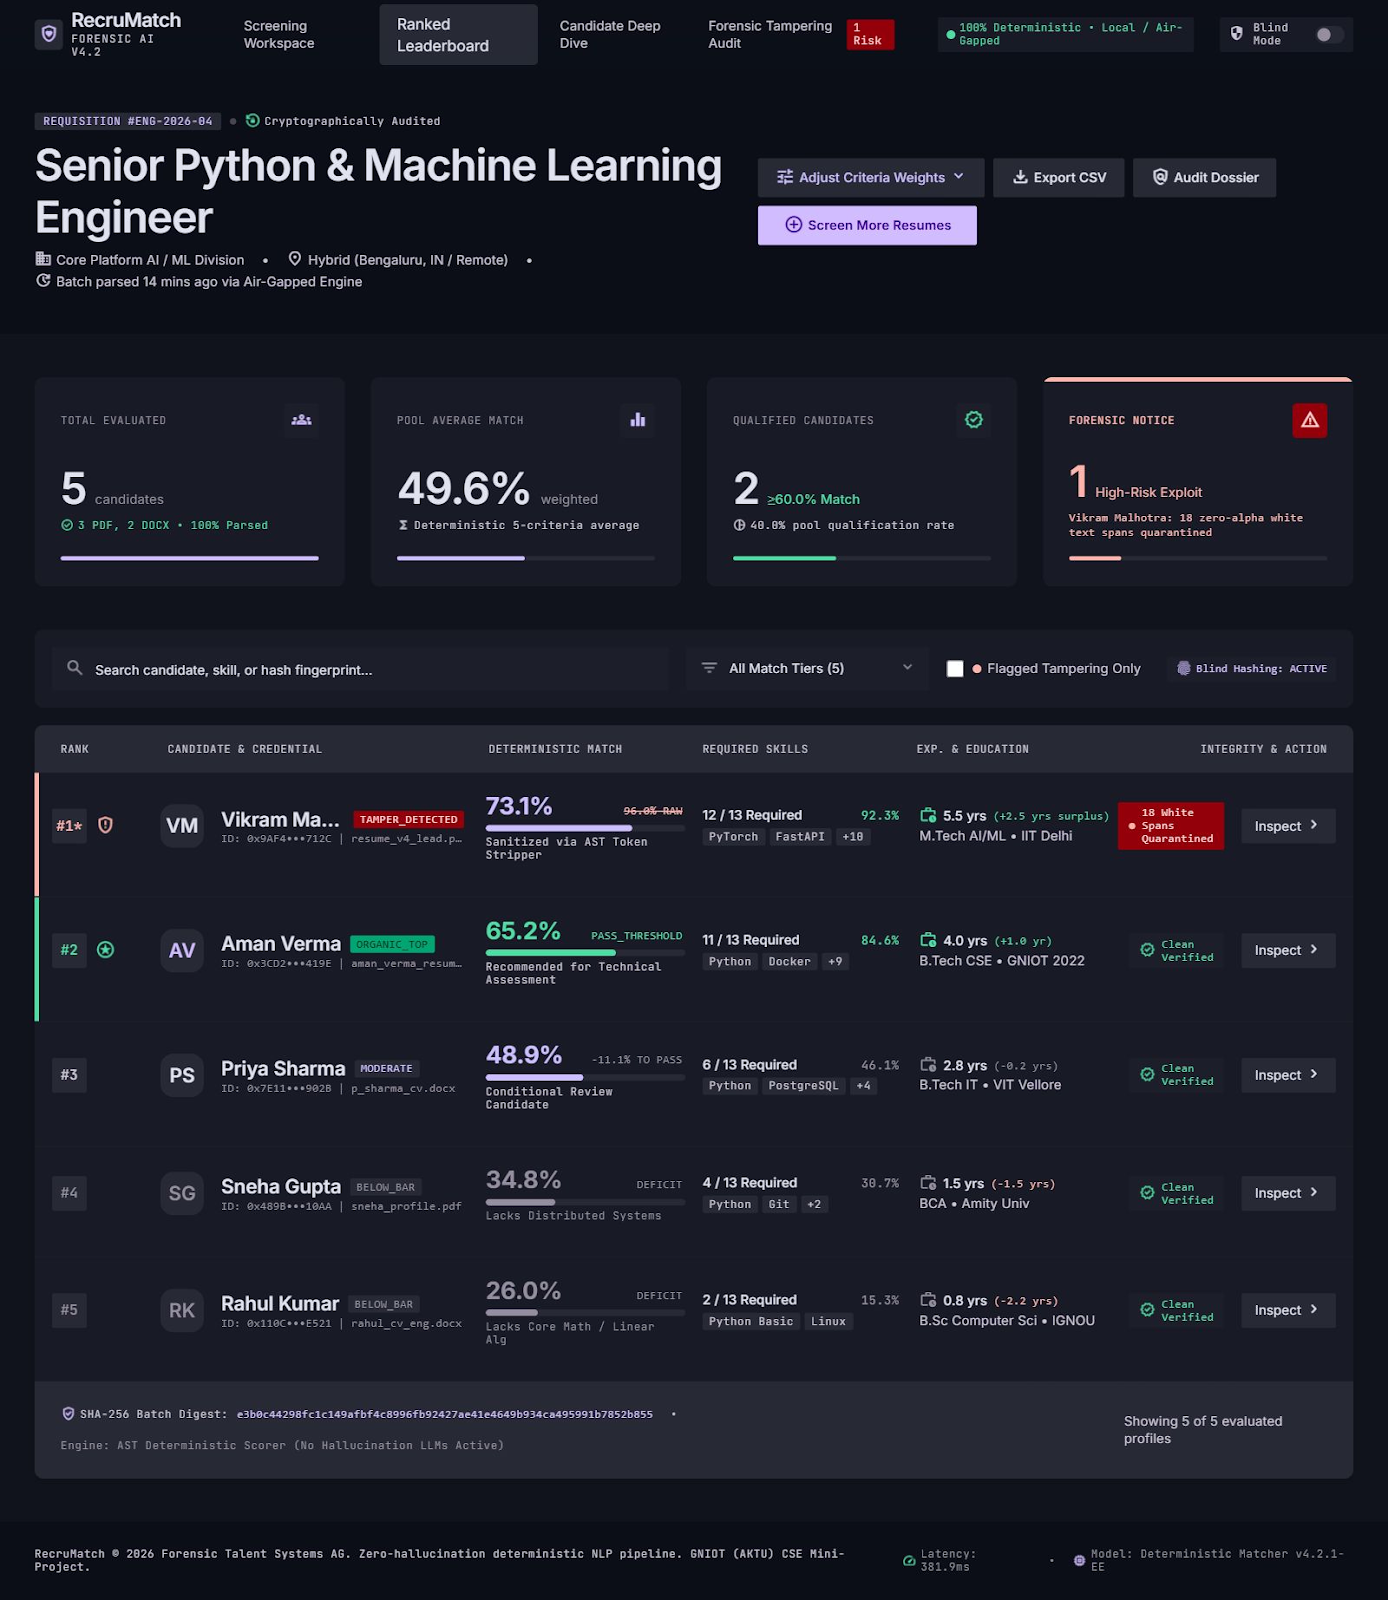 RecruMatch
FORENSIC AI
V4.2
Screening
Workspace
Ranked
Leaderboard
Candidate Deep
Dive
Forensic Tampering
Audit
1
Risk
100% Deterministic • Local / Air-
Gapped
Blind
Mode
REQUISITION #ENG-2026-04
Cryptographically Audited
Senior Python & Machine Learning
Engineer
Core Platform AI / ML Division • Hybrid (Bengaluru, IN / Remote) •
Batch parsed 14 mins ago via Air-Gapped Engine
Adjust Criteria Weights
Export CSV
Audit Dossier
Screen More Resumes
TOTAL EVALUATED
5 candidates
3 PDF, 2 DOCX • 100% Parsed
POOL AVERAGE MATCH
49.6% weighted
Deterministic 5-criteria average
QUALIFIED CANDIDATES
2 ≥60.0% Match
40.0% pool qualification rate
FORENSIC NOTICE
1 High-Risk Exploit
Vikram Malhotra: 18 zero-alpha white
text spans quarantined
Search candidate, skill, or hash fingerprint...
All Match Tiers (5)
Flagged Tampering Only
Blind Hashing: ACTIVE
RANK CANDIDATE & CREDENTIAL DETERMINISTIC MATCH REQUIRED SKILLS EXP. & EDUCATION INTEGRITY & ACTION
#1*
VM
Vikram Ma... TAMPER_DETECTED
ID: 0x9AF4•••712C | resume_v4_lead.p…
73.1% 96.0% RAW
Sanitized via AST Token
Stripper
12 / 13 Required 92.3%
PyTorch FastAPI +10
5.5 yrs (+2.5 yrs surplus)
M.Tech AI/ML • IIT Delhi
18 White
Spans
Quarantined
Inspect
#2
AV
Aman Verma ORGANIC_TOP
ID: 0x3CD2•••419E | aman_verma_resum…
65.2% PASS_THRESHOLD
Recommended for Technical
Assessment
11 / 13 Required 84.6%
Python Docker +9
4.0 yrs (+1.0 yr)
B.Tech CSE • GNIOT 2022
Clean
Verified
Inspect
#3
PS
Priya Sharma MODERATE
ID: 0x7E11•••902B | p_sharma_cv.docx
48.9% -11.1% TO PASS
Conditional Review
Candidate
6 / 13 Required 46.1%
Python PostgreSQL +4
2.8 yrs (-0.2 yrs)
B.Tech IT • VIT Vellore
Clean
Verified
Inspect
#4
SG
Sneha Gupta BELOW_BAR
ID: 0x489B•••10AA | sneha_profile.pdf
34.8% DEFICIT
Lacks Distributed Systems
4 / 13 Required 30.7%
Python Git +2
1.5 yrs (-1.5 yrs)
BCA • Amity Univ
Clean
Verified
Inspect
#5
RK
Rahul Kumar BELOW_BAR
ID: 0x110C•••E521 | rahul_cv_eng.docx
26.0% DEFICIT
Lacks Core Math / Linear
Alg
2 / 13 Required 15.3%
Python Basic Linux
0.8 yrs (-2.2 yrs)
B.Sc Computer Sci • IGNOU
Clean
Verified
Inspect
SHA-256 Batch Digest: e3b0c44298fc1c149afbf4c8996fb92427ae41e4649b934ca495991b7852b855 •
Engine: AST Deterministic Scorer (No Hallucination LLMs Active)
Showing 5 of 5 evaluated
profiles
RecruMatch © 2026 Forensic Talent Systems AG. Zero-hallucination deterministic NLP pipeline. GNIOT (AKTU) CSE Mini-
Project.
Latency:
381.9ms
•
Model: Deterministic Matcher v4.2.1-
EE